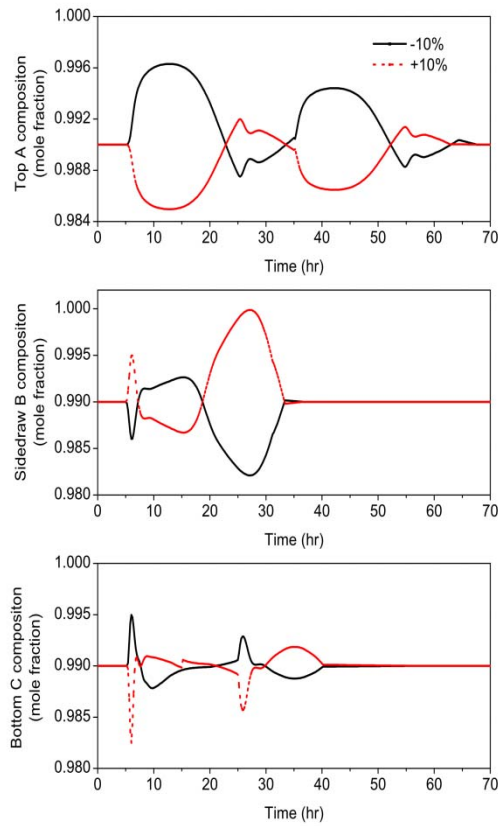 1.000
0.996
0.992
0.988
0.984
Top A compositon
(mole fraction)
-10%
+10%
0 10 20 30 40 50 60 70
Time (hr)
1.000
0.995
0.990
0.985
0.980
Sidedraw B compositon
(mole fraction)
0 10 20 30 40 50 60 70
Time (hr)
1.000
0.995
0.990
0.985
0.980
Bottom C compositon
(mole fraction)
0 10 20 30 40 50 60 70
Time (hr)